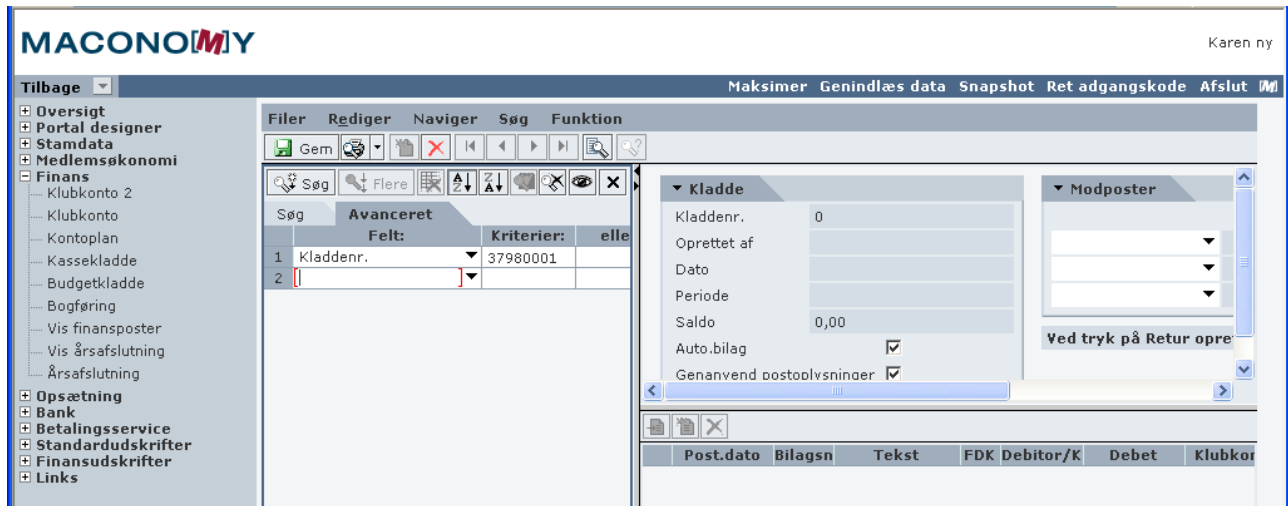 MACONO[M]Y
Karen ny
Tilbage
Maksimer Genindlæs data Snapshot Ret adgangskode Afslut [M]
Oversigt
Portal designer
Stamdata
Medlemsøkonomi
Finans
Klubkonto 2
Klubkonto
Kontoplan
Kassekladde
Budgetkladde
Bogføring
Vis finansposter
Vis årsafslutning
Årsafslutning
Opsætning
Bank
Betalingsservice
Standardudskrifter
Finansudskrifter
Links
Filer Rediger Naviger Søg Funktion
Gem
Søg Flere
Søg Avanceret
Felt: Kriterier: elle
1 Kladdenr. 37980001
2
Kladde
Kladdenr. 0
Oprettet af
Dato
Periode
Saldo 0,00
Auto.bilag
Genanvend postoplysninger
Modposter
Ved tryk på Retur opre
Post.dato Bilagsn Tekst FDK Debitor/K Debet Klubkor